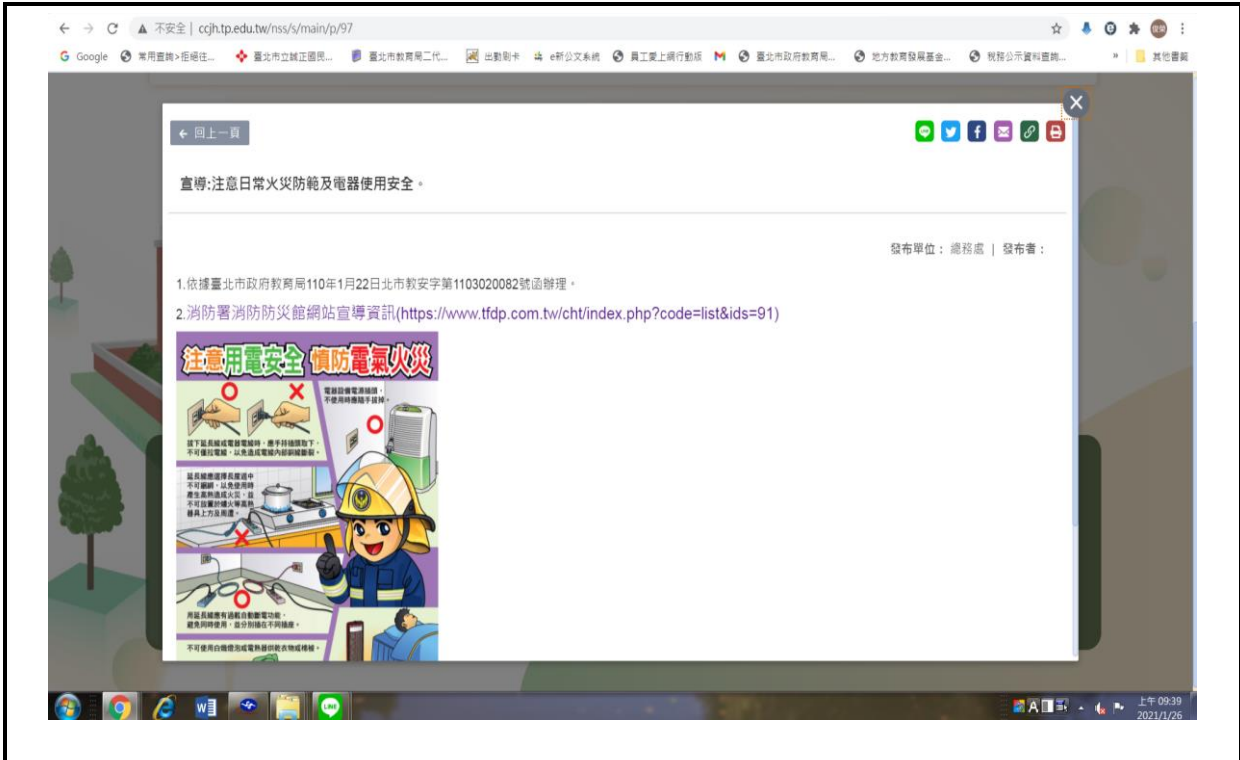 不安全 | ccjh.tp.edu.tw/nss/s/main/p/97
Google 常用查詢>拒絕往... 臺北市立誠正國民... 臺北市教育局二代... 出勤刷卡 e新公文系統 員工愛上網行動版 臺北市政府教育局... 地方教育發展基金... 稅務公示資料查詢... » 其他書籤
← 回上一頁
宣導:注意日常火災防範及電器使用安全。
發布單位：總務處 | 發布者：
1.依據臺北市政府教育局110年1月22日北市教安字第1103020082號函辦理。
2.消防署消防防災館網站宣導資訊(https://www.tfdp.com.tw/cht/index.php?code=list&ids=91)
注意用電安全 慎防電氣火災
電器設備電源插頭，
不使用時應隨手拔掉。
拔下延長線或電器電線時，應手持插頭取下，
不可僅拉電線，以免造成電線內部銅線斷裂。
延長線應選擇長度適中
不可綑綁，以免使用時
產生高熱造成火災，並
不可放置於爐火等高熱
器具上方及周遭。
用延長線應有過載自動斷電功能，
避免同時使用，並分別插在不同插座。
不可使用白熾燈泡或電熱器烘乾衣物或棉被。
LINE
上午 09:39
2021/1/26